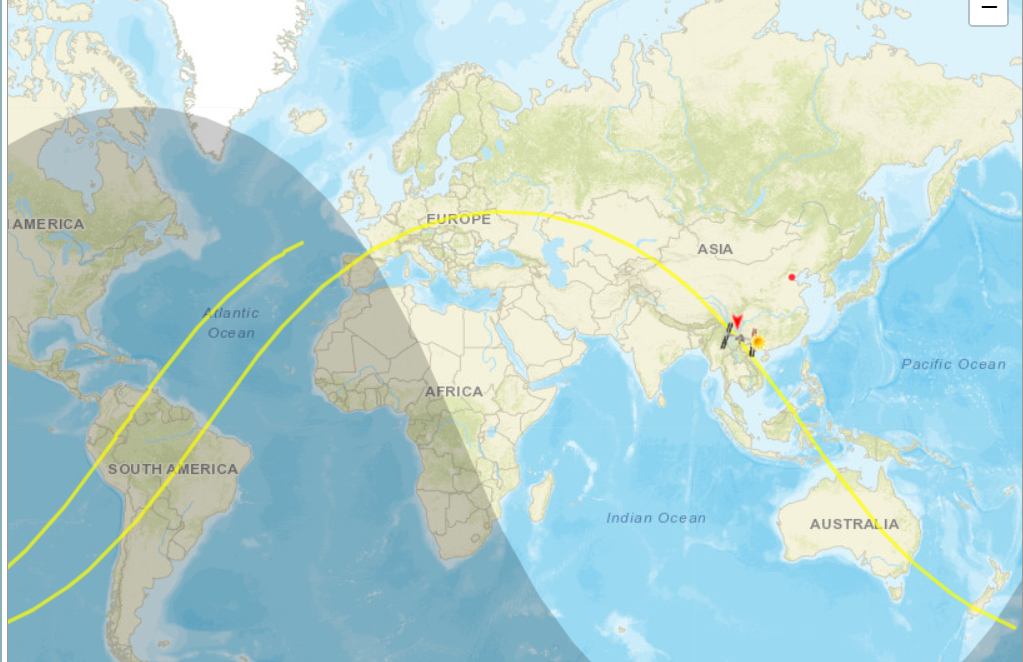 AMERICA
EUROPE
ASIA
Atlantic
Ocean
Pacific Ocean
AFRICA
SOUTH AMERICA
Indian Ocean
AUSTRALIA